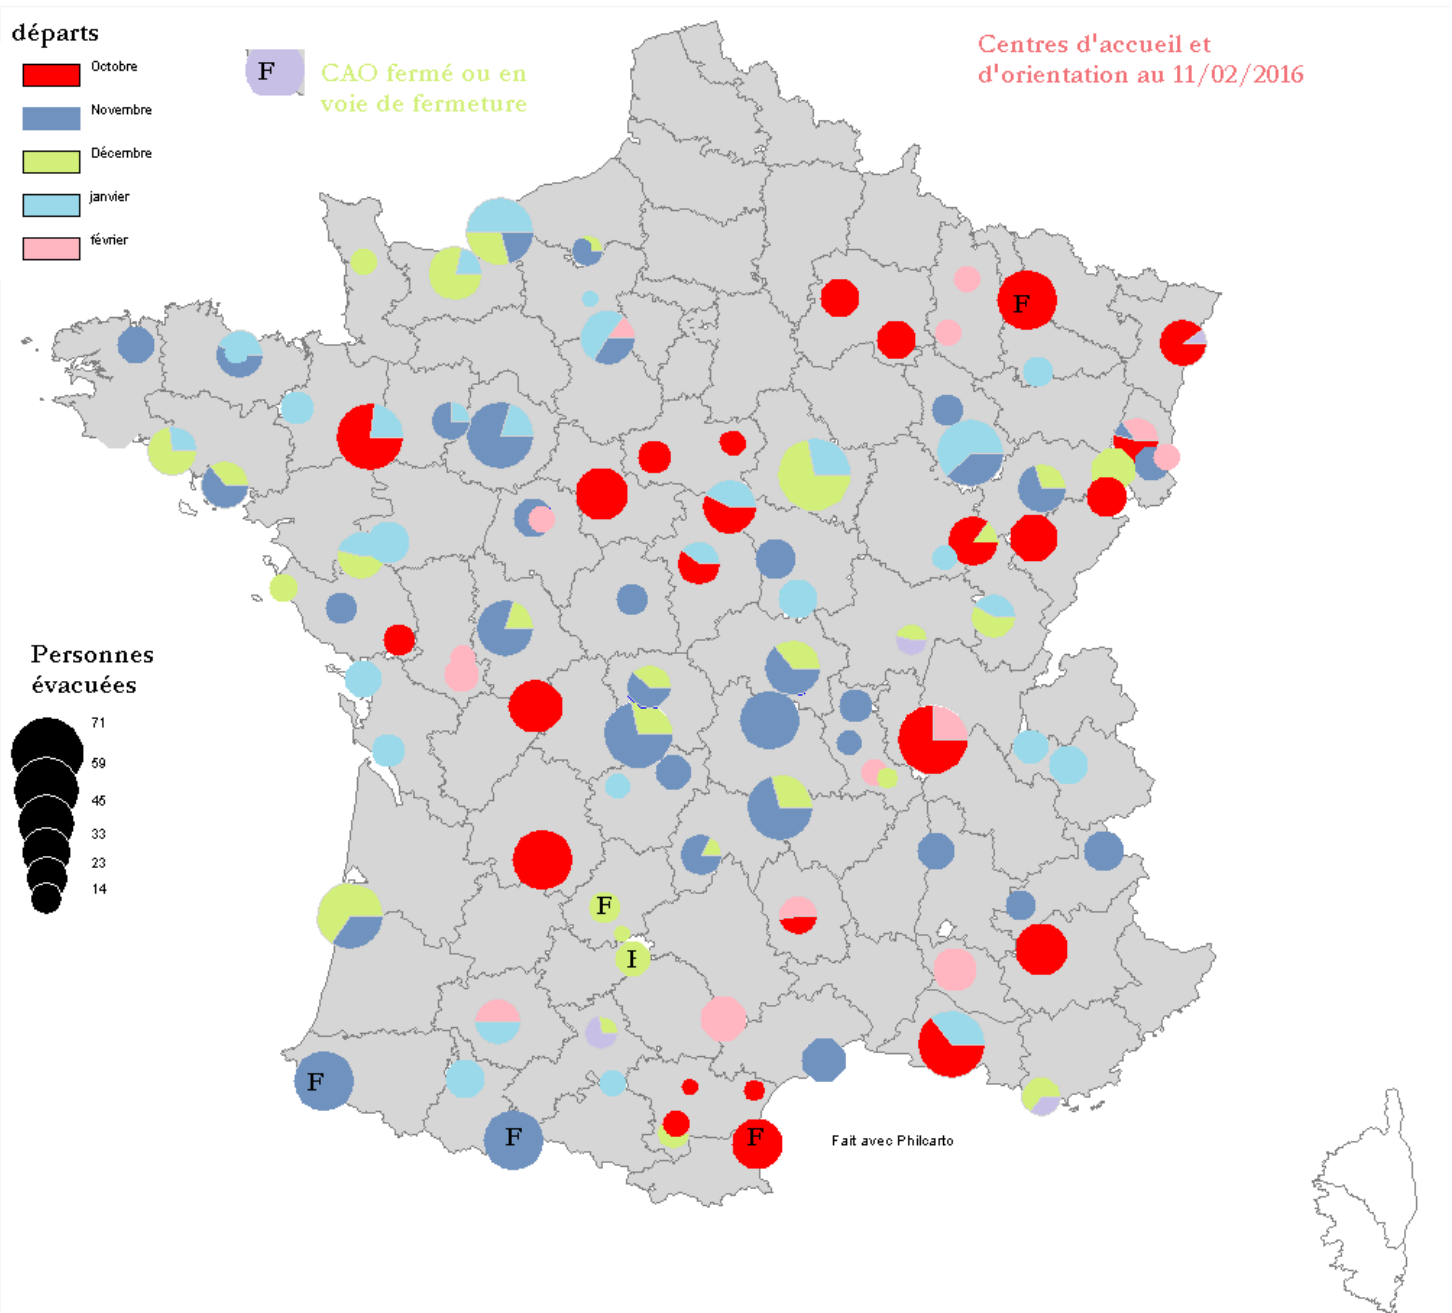 départs
Octobre
Novembre
Décembre
janvier
février
F
CAO fermé ou en
voie de fermeture
Centres d'accueil et
d'orientation au 11/02/2016
F
Personnes
évacuées
71
59
45
33
23
14
F
F
F
F
F
Fait avec Philcarto